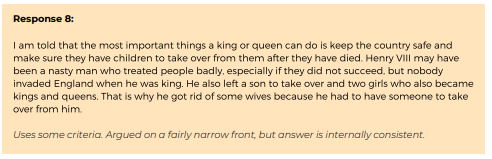 Response 8:
I am told that the most important things a king or queen can do is keep the country safe and
make sure they have children to take over from them after they have died. Henry VIII may have
been a nasty man who treated people badly, especially if they did not succeed, but nobody
invaded England when he was king. He also left a son to take over and two girls who also became
kings and queens. That is why he got rid of some wives because he had to have someone to take
over from him.
Uses some criteria. Argued on a fairly narrow front, but answer is internally consistent.